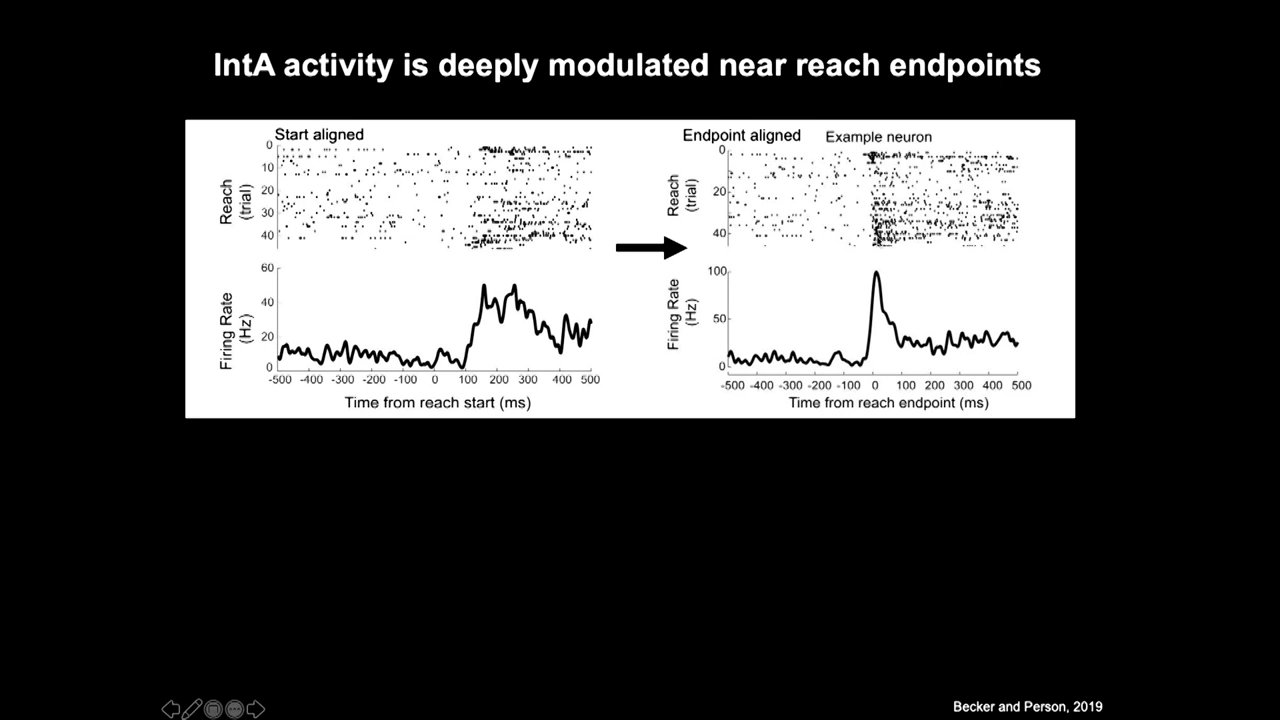 IntA activity is deeply modulated near reach endpoints
Start aligned
0
10
20
30
40
Reach
(trial)
60
40
20
0
Firing Rate
(Hz)
-500 -400 -300 -200 -100 0 100 200 300 400 500
Time from reach start (ms)
Endpoint aligned Example neuron
0
20
40
Reach
(trial)
100
50
0
Firing Rate
(Hz)
-500 -400 -300 -200 -100 0 100 200 300 400 500
Time from reach endpoint (ms)
Becker and Person, 2019